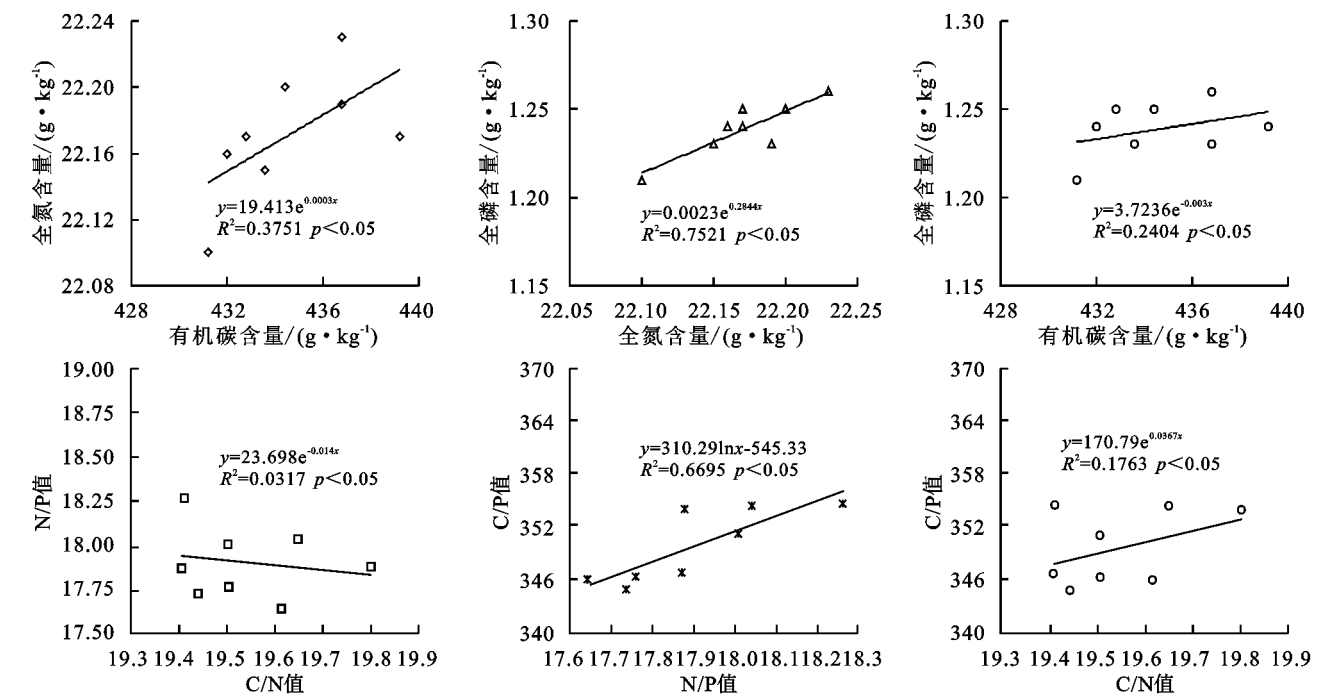 22.24
22.20
22.16
22.12
22.08
全氮含量/(g·kg⁻¹)
y=19.413e^0.0003x
R²=0.3751 p<0.05
428 432 436 440
有机碳含量/(g·kg⁻¹)
1.30
1.25
1.20
1.15
全磷含量/(g·kg⁻¹)
y=0.0023e^0.2844x
R²=0.7521 p<0.05
22.05 22.10 22.15 22.20 22.25
全氮含量/(g·kg⁻¹)
1.30
1.25
1.20
1.15
全磷含量/(g·kg⁻¹)
y=3.7236e^-0.003x
R²=0.2404 p<0.05
428 432 436 440
有机碳含量/(g·kg⁻¹)
19.00
18.75
18.50
18.25
18.00
17.75
17.50
N/P值
y=23.698e^-0.014x
R²=0.0317 p<0.05
19.3 19.4 19.5 19.6 19.7 19.8 19.9
C/N值
370
364
358
352
346
340
C/P值
y=310.29lnx-545.33
R²=0.6695 p<0.05
17.6 17.7 17.8 17.9 18.0 18.1 18.2 18.3
N/P值
370
364
358
352
346
340
C/P值
y=170.79e^0.0367x
R²=0.1763 p<0.05
19.3 19.4 19.5 19.6 19.7 19.8 19.9
C/N值